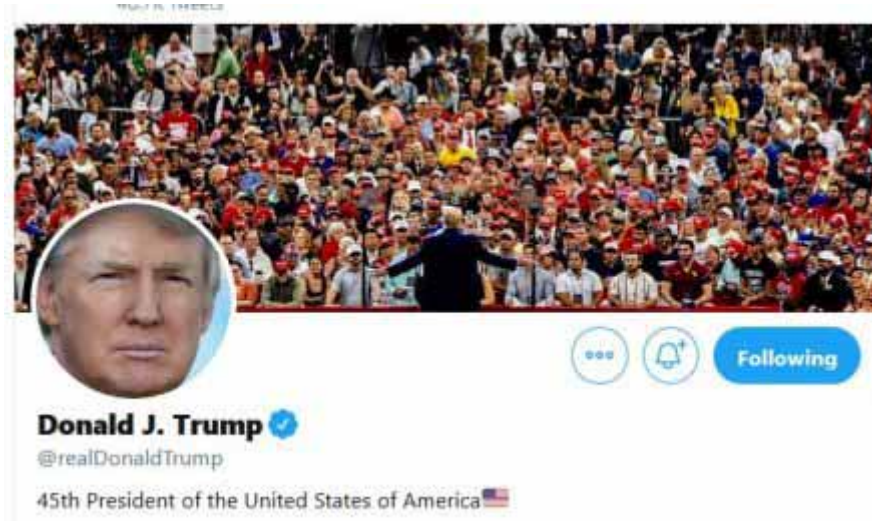 Following
Donald J. Trump
@realDonaldTrump
45th President of the United States of America